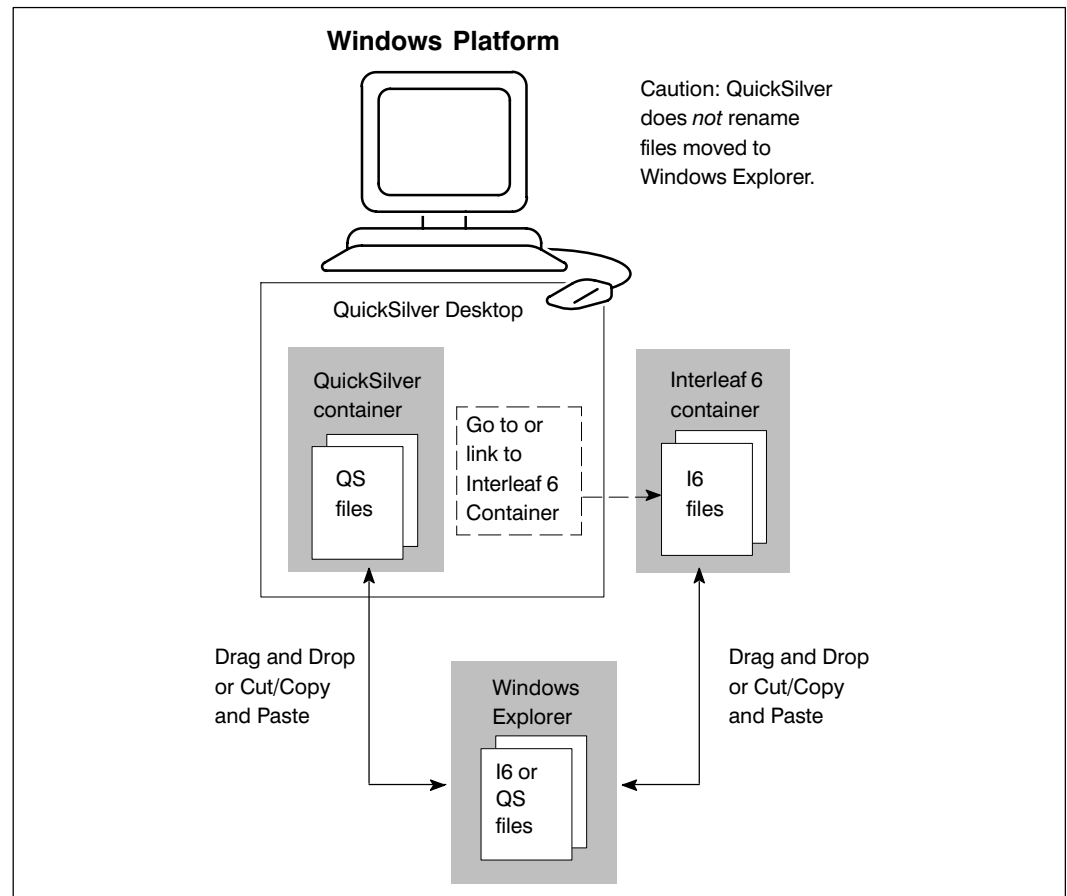 Windows Platform
Caution: QuickSilver
does not rename
files moved to
Windows Explorer.
QuickSilver Desktop
QuickSilver
container
QS
files
Go to or
link to
Interleaf 6
Container
Interleaf 6
container
I6
files
Drag and Drop
or Cut/Copy
and Paste
Windows
Explorer
I6 or
QS
files
Drag and Drop
or Cut/Copy
and Paste